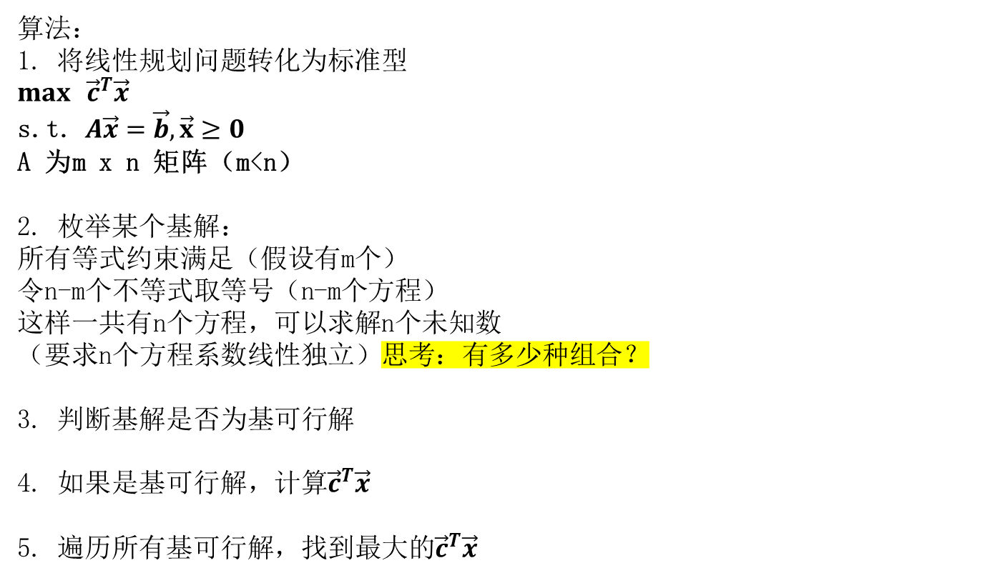 算法：
1. 将线性规划问题转化为标准型
max $\vec{c}^T\vec{x}$
s.t. $A\vec{x} = \vec{b}, \vec{x} \geq 0$
A 为m x n 矩阵（m<n）
2. 枚举某个基解：
所有等式约束满足（假设有m个）
令n-m个不等式取等号（n-m个方程）
这样一共有n个方程，可以求解n个未知数
（要求n个方程系数线性独立）思考：有多少种组合？
3. 判断基解是否为基可行解
4. 如果是基可行解，计算$\vec{c}^T\vec{x}$
5. 遍历所有基可行解，找到最大的$\vec{c}^T\vec{x}$